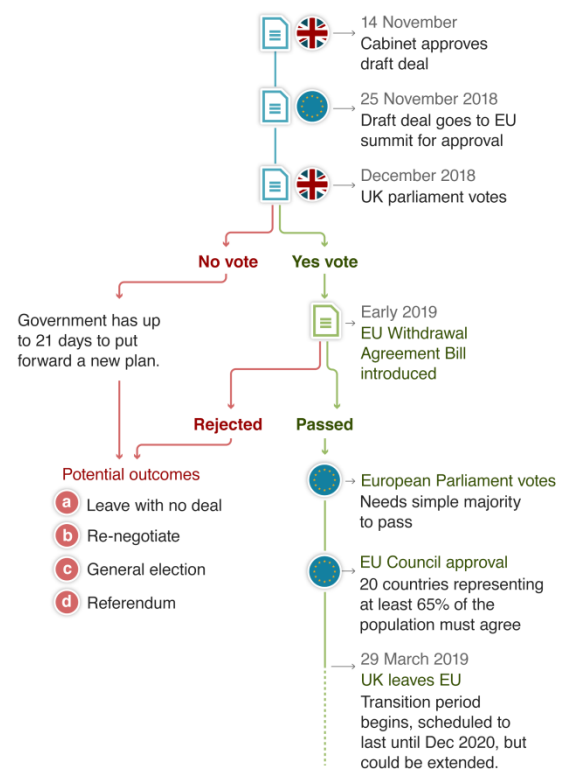 14 November
Cabinet approves
draft deal
25 November 2018
Draft deal goes to EU
summit for approval
December 2018
UK parliament votes
No vote
Yes vote
Government has up
to 21 days to put
forward a new plan.
Early 2019
EU Withdrawal
Agreement Bill
introduced
Rejected
Passed
Potential outcomes
a Leave with no deal
b Re-negotiate
c General election
d Referendum
European Parliament votes
Needs simple majority
to pass
EU Council approval
20 countries representing
at least 65% of the
population must agree
29 March 2019
UK leaves EU
Transition period
begins, scheduled to
last until Dec 2020, but
could be extended.